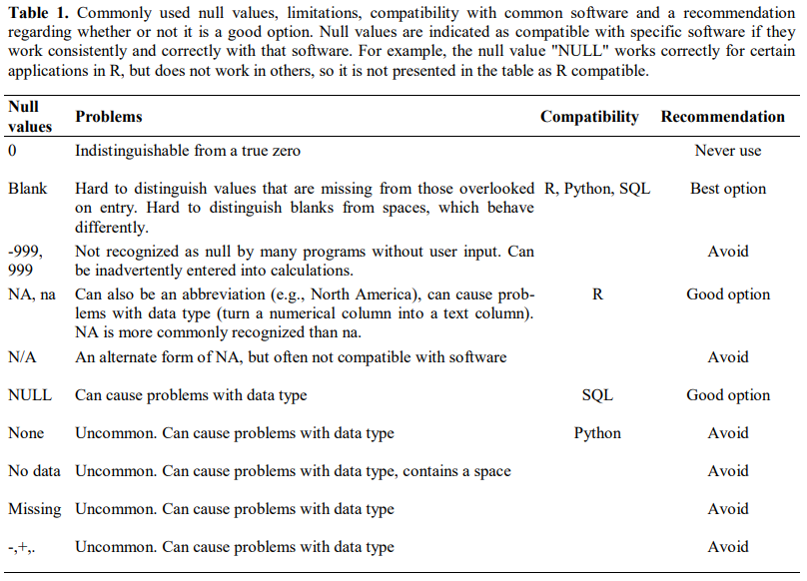 Table 1. Commonly used null values, limitations, compatibility with common software and a recommendation
regarding whether or not it is a good option. Null values are indicated as compatible with specific software if they
work consistently and correctly with that software. For example, the null value "NULL" works correctly for certain
applications in R, but does not work in others, so it is not presented in the table as R compatible.
Null values Problems Compatibility Recommendation
0 Indistinguishable from a true zero Never use
Blank Hard to distinguish values that are missing from those overlooked R, Python, SQL Best option
on entry. Hard to distinguish blanks from spaces, which behave
differently.
-999, Not recognized as null by many programs without user input. Can Avoid
999 be inadvertently entered into calculations.
NA, na Can also be an abbreviation (e.g., North America), can cause prob- R Good option
lems with data type (turn a numerical column into a text column).
NA is more commonly recognized than na.
N/A An alternate form of NA, but often not compatible with software Avoid
NULL Can cause problems with data type SQL Good option
None Uncommon. Can cause problems with data type Python Avoid
No data Uncommon. Can cause problems with data type, contains a space Avoid
Missing Uncommon. Can cause problems with data type Avoid
-,+,. Uncommon. Can cause problems with data type Avoid